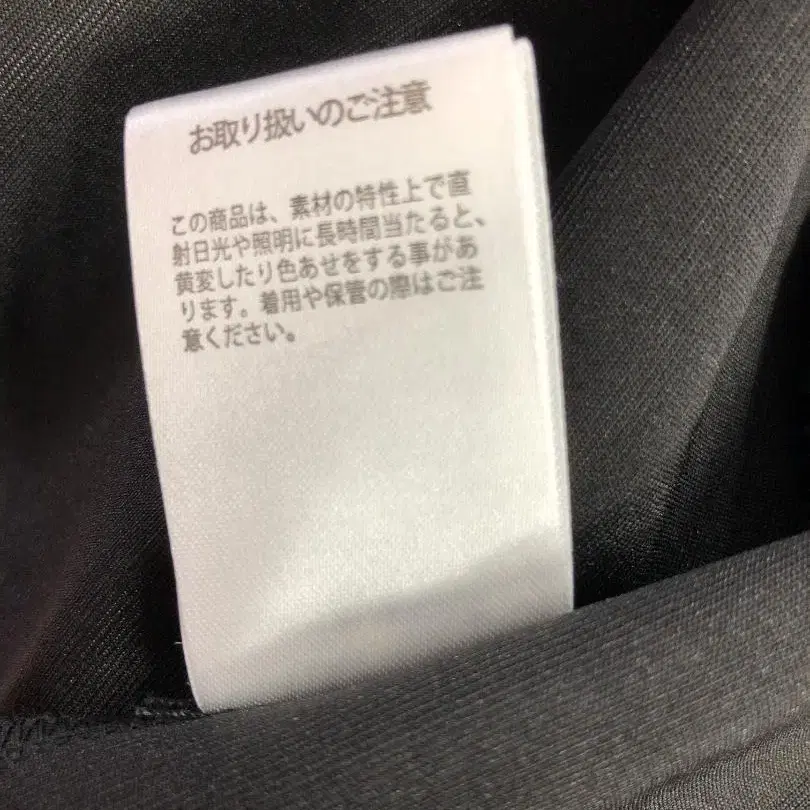 お取り扱いのご注意
この商品は、素材の特性上で直
射日光や照明に長時間当たると、
黄変したり色あせをする事があ
ります。着用や保管の際はご注
意ください。